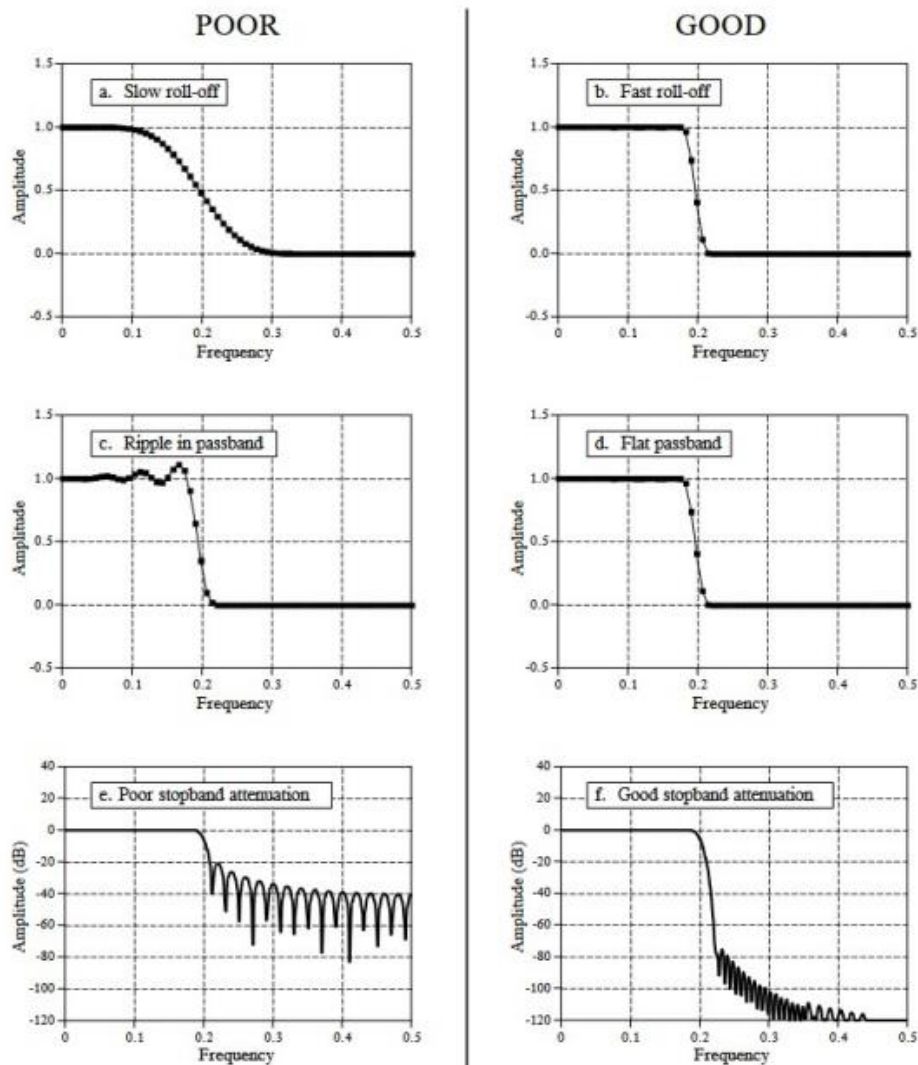 POOR
GOOD
1.5
a. Slow roll-off
1.0
0.5
0.0
-0.5
0 0.1 0.2 0.3 0.4 0.5
Frequency
Amplitude
1.5
b. Fast roll-off
1.0
0.5
0.0
-0.5
0 0.1 0.2 0.3 0.4 0.5
Frequency
Amplitude
1.5
c. Ripple in passband
1.0
0.5
0.0
-0.5
0 0.1 0.2 0.3 0.4 0.5
Frequency
Amplitude
1.5
d. Flat passband
1.0
0.5
0.0
-0.5
0 0.1 0.2 0.3 0.4 0.5
Frequency
Amplitude
40
e. Poor stopband attenuation
20
0
-20
-40
-60
-80
-100
-120
0 0.1 0.2 0.3 0.4 0.5
Frequency
Amplitude (dB)
40
f. Good stopband attenuation
20
0
-20
-40
-60
-80
-100
-120
0 0.1 0.2 0.3 0.4 0.5
Frequency
Amplitude (dB)